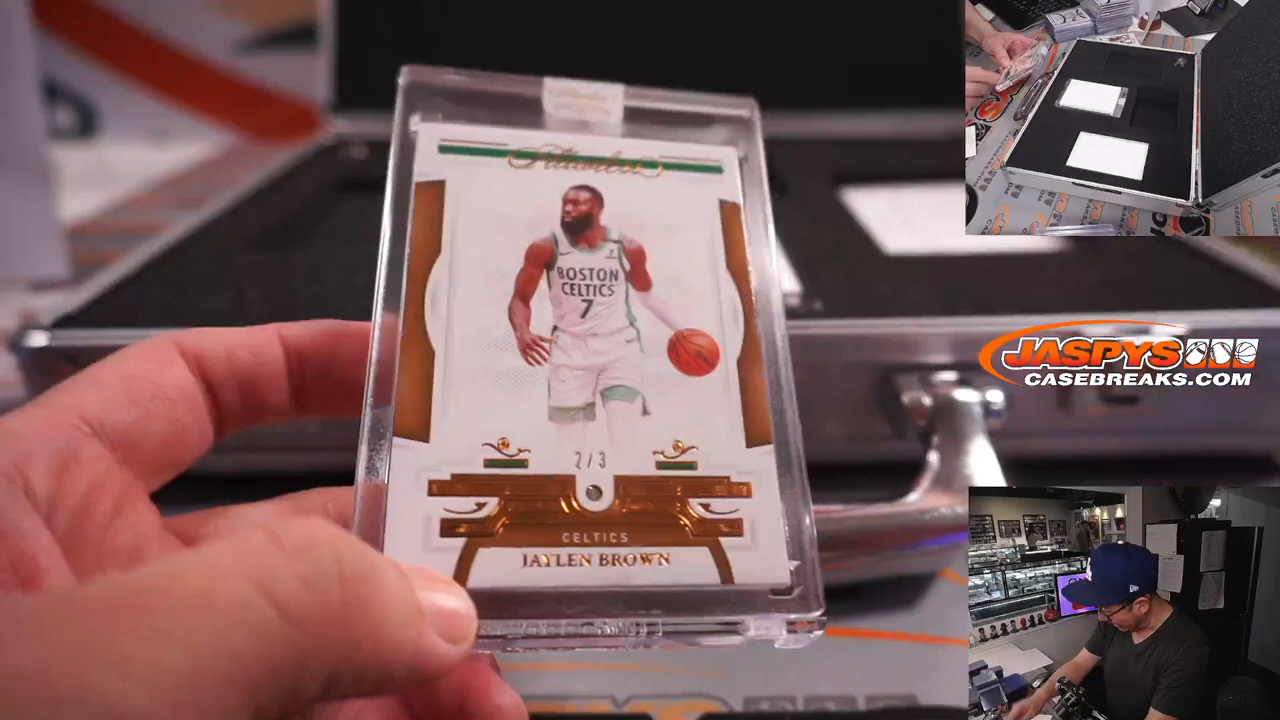 Flawless
BOSTON
CELTICS
7
2/3
CELTICS
JAYLEN BROWN
JASPYS
CASEBREAKS.COM